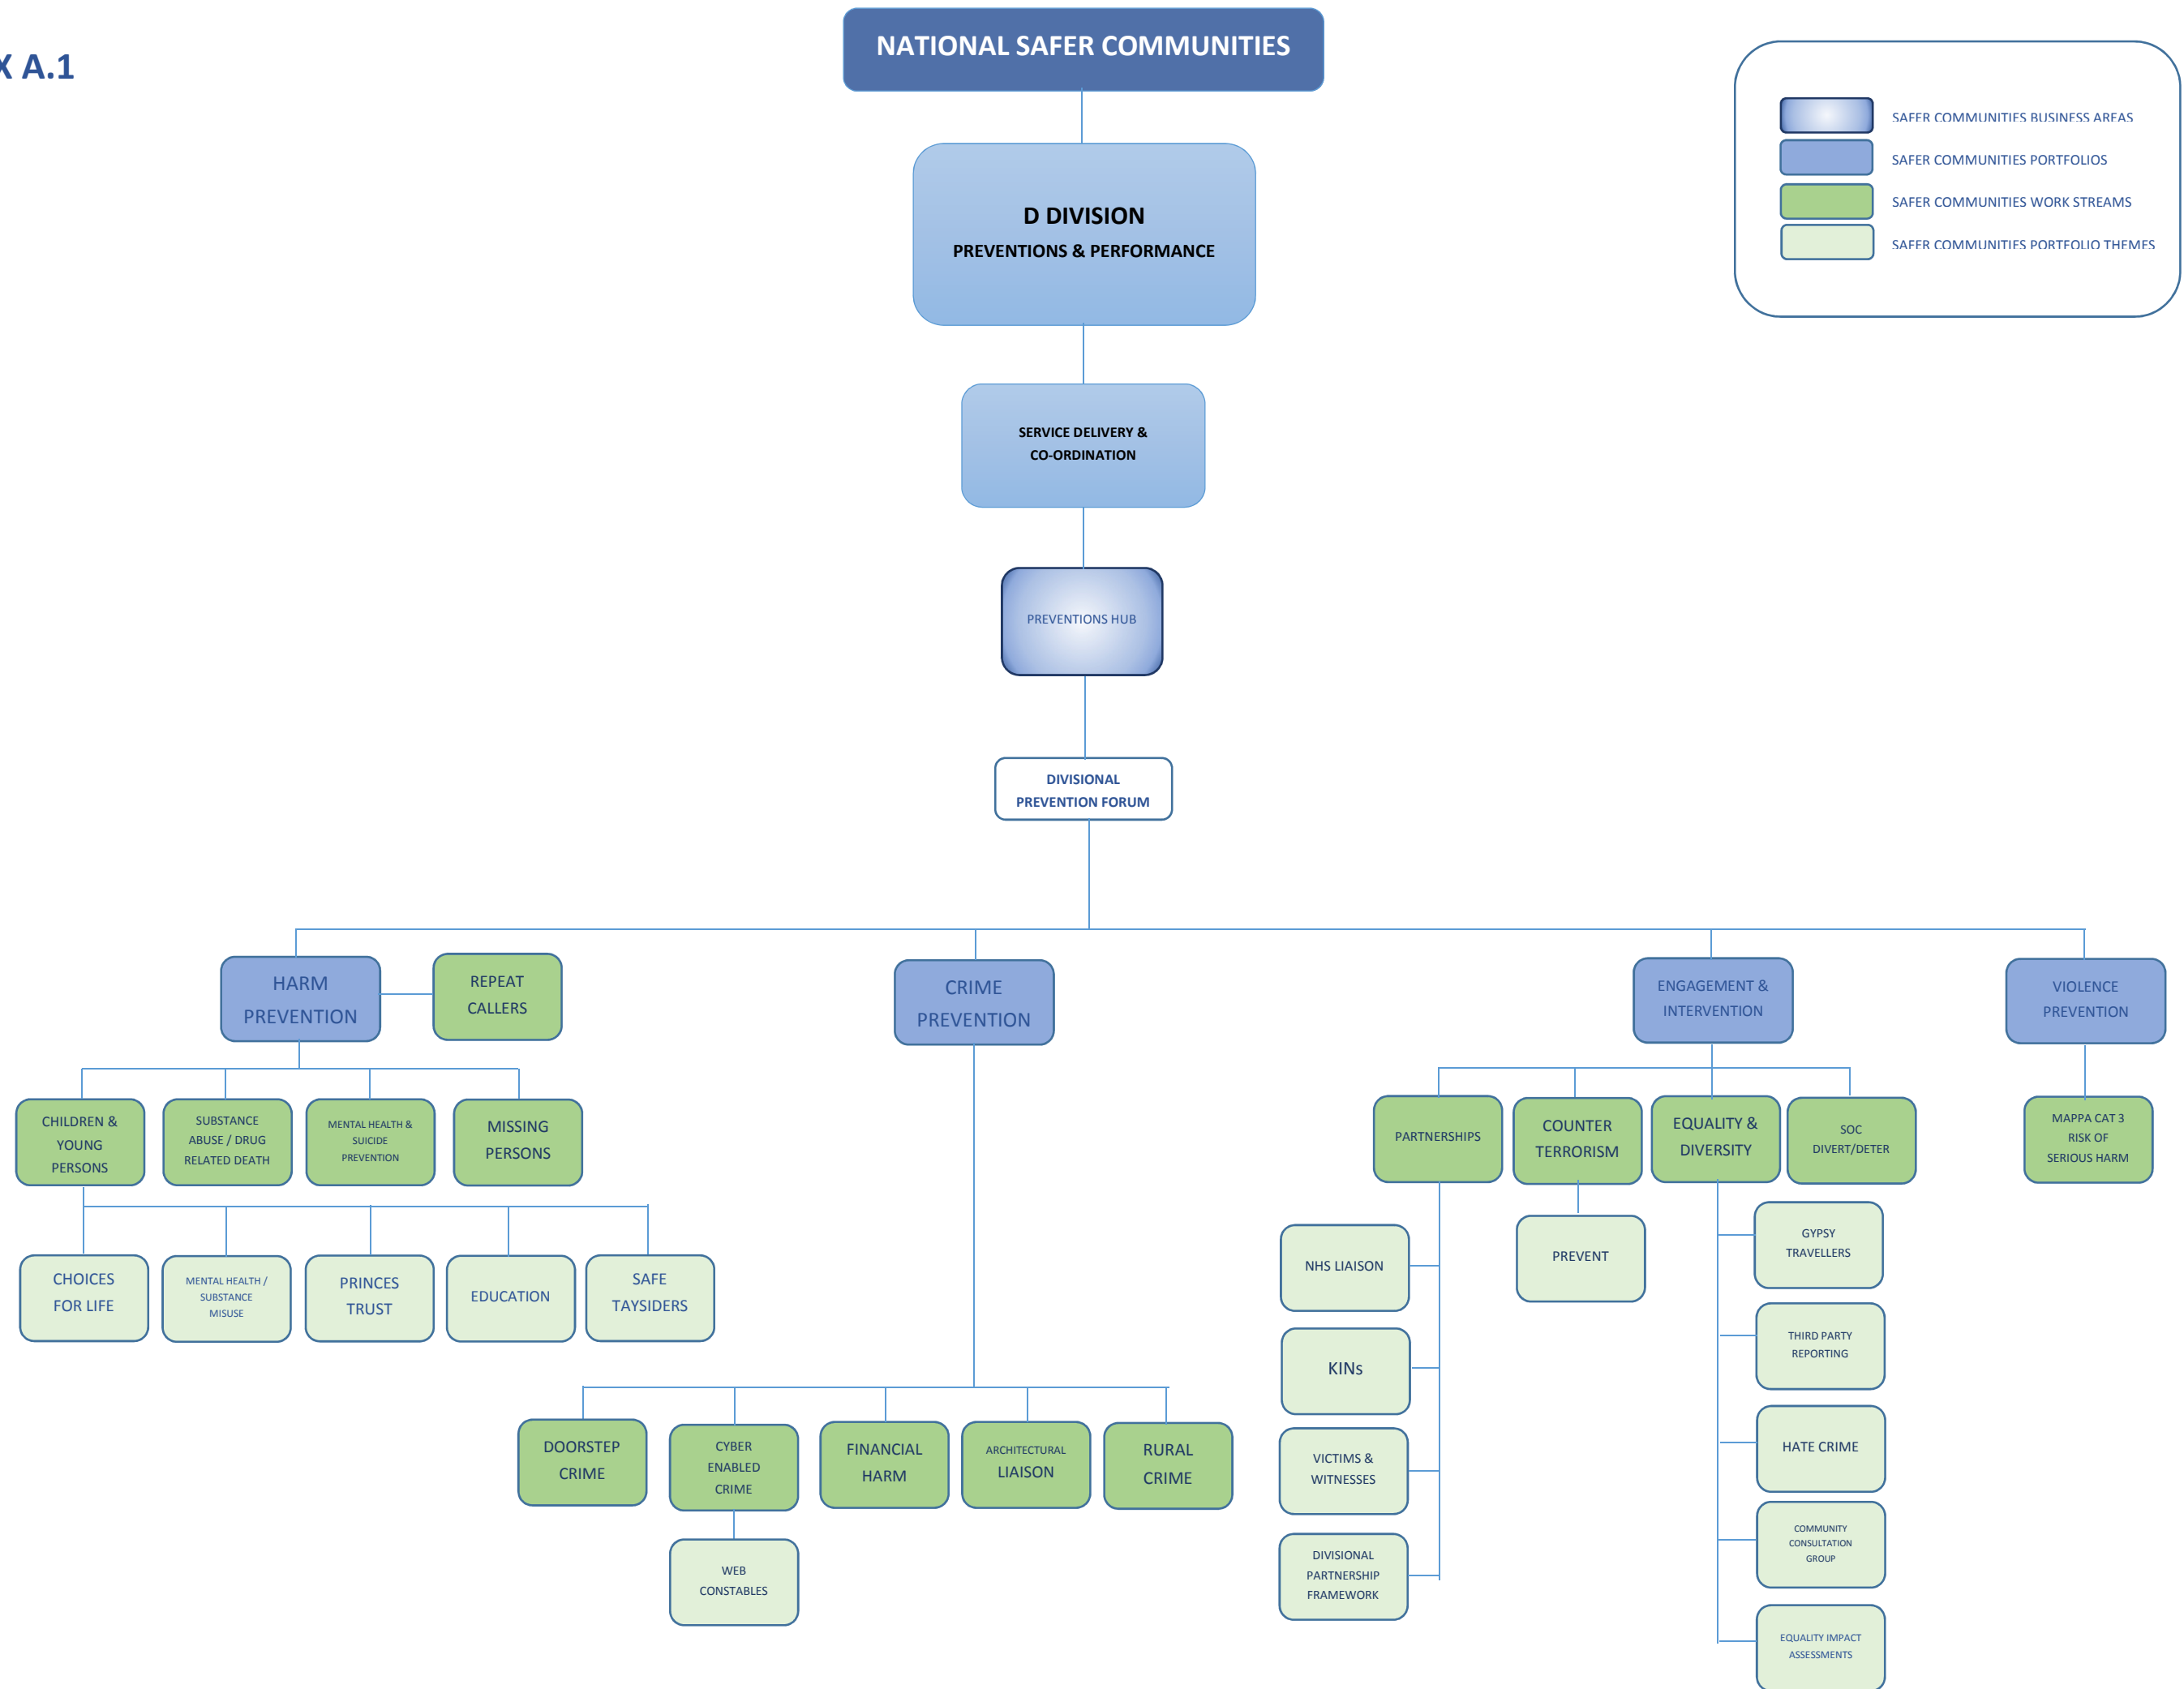 X A.1
NATIONAL SAFER COMMUNITIES
SAFER COMMUNITIES BUSINESS AREAS
SAFER COMMUNITIES PORTFOLIOS
SAFER COMMUNITIES WORK STREAMS
SAFER COMMUNITIES PORTFOLIO THEMES
D DIVISION
PREVENTIONS & PERFORMANCE
SERVICE DELIVERY &
CO-ORDINATION
PREVENTIONS HUB
DIVISIONAL
PREVENTION FORUM
HARM
PREVENTION
REPEAT
CALLERS
CRIME
PREVENTION
ENGAGEMENT &
INTERVENTION
VIOLENCE
PREVENTION
CHILDREN &
YOUNG
PERSONS
SUBSTANCE
ABUSE / DRUG
RELATED DEATH
MENTAL HEALTH &
SUICIDE
PREVENTION
MISSING
PERSONS
PARTNERSHIPS
COUNTER
TERRORISM
EQUALITY &
DIVERSITY
SOC
DIVERT/DETER
MAPPA CAT 3
RISK OF
SERIOUS HARM
CHOICES
FOR LIFE
MENTAL HEALTH /
SUBSTANCE
MISUSE
PRINCES
TRUST
EDUCATION
SAFE
TAYSIDERS
NHS LIAISON
KINs
VICTIMS &
WITNESSES
DIVISIONAL
PARTNERSHIP
FRAMEWORK
PREVENT
GYPSY
TRAVELLERS
THIRD PARTY
REPORTING
HATE CRIME
COMMUNITY
CONSULTATION
GROUP
EQUALITY IMPACT
ASSESSMENTS
DOORSTEP
CRIME
CYBER
ENABLED
CRIME
FINANCIAL
HARM
ARCHITECTURAL
LIAISON
RURAL
CRIME
WEB
CONSTABLES